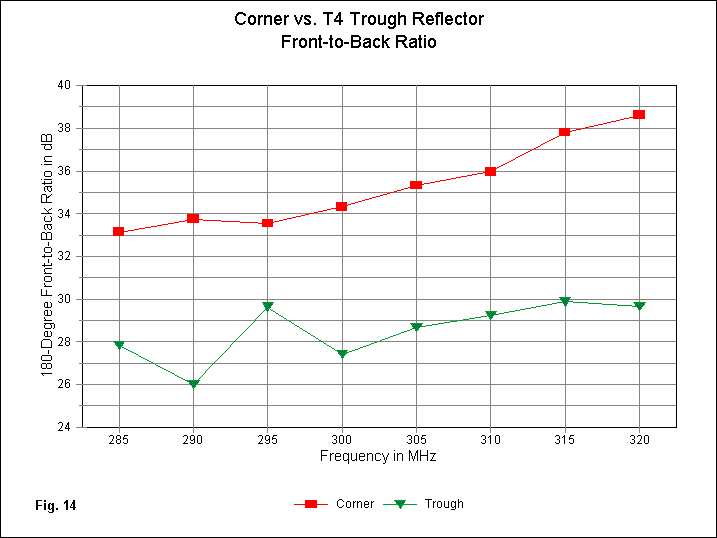 Corner vs. T4 Trough Reflector
Front-to-Back Ratio
180-Degree Front-to-Back Ratio in dB
40
38
36
34
32
30
28
26
24
285 290 295 300 305 310 315 320
Frequency in MHz
Fig. 14
Corner Trough